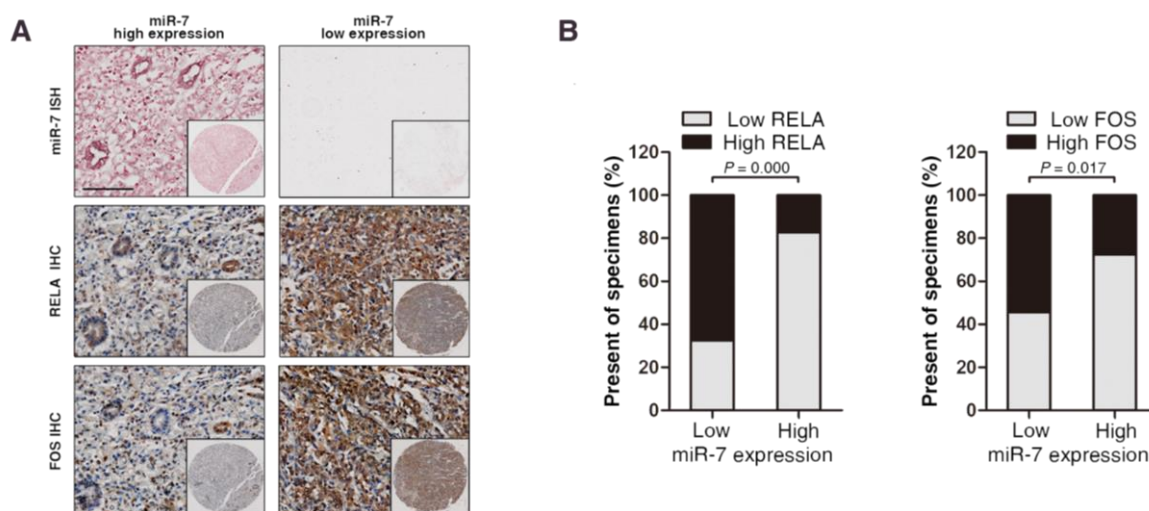 A
miR-7
high expression
miR-7
low expression
miR-7 ISH
RELA IHC
FOS IHC
B
Low RELA
High RELA
P = 0.000
Present of specimens (%)
120
100
80
60
40
20
0
Low High
miR-7 expression
Low FOS
High FOS
P = 0.017
Present of specimens (%)
120
100
80
60
40
20
0
Low High
miR-7 expression